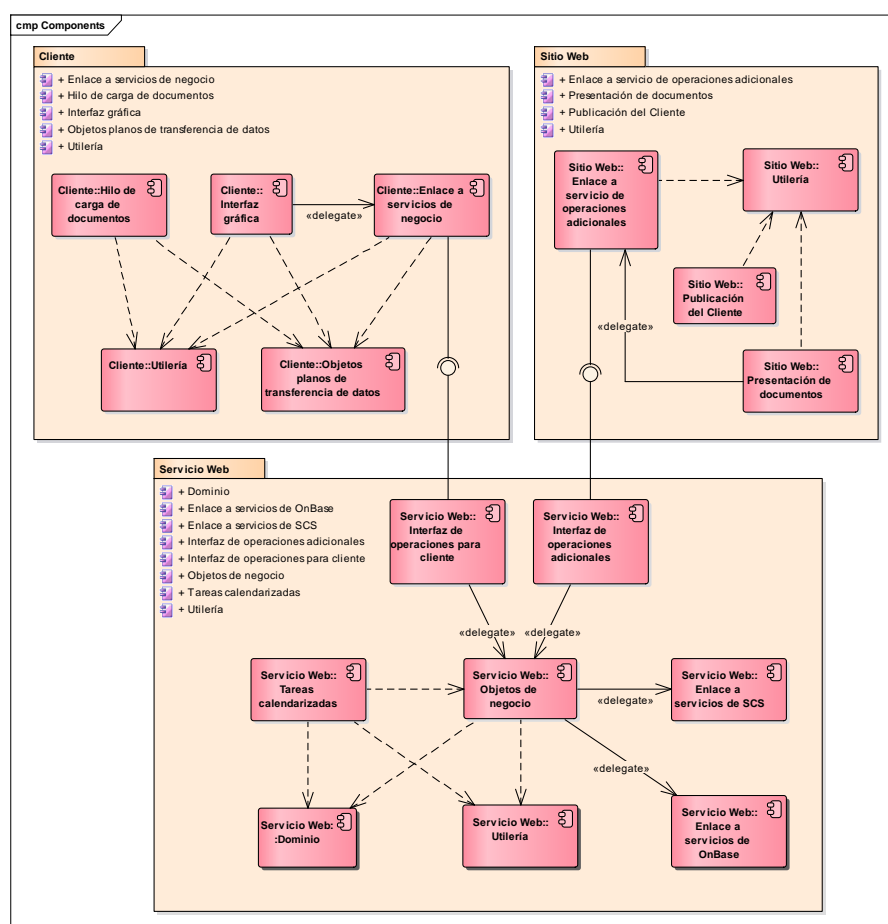 cmp Components
Cliente
+ Enlace a servicios de negocio
+ Hilo de carga de documentos
+ Interfaz gráfica
+ Objetos planos de transferencia de datos
+ Utilería
Cliente::Hilo de
carga de
documentos
Cliente::
Interfaz
gráfica
«delegate»
Cliente::Enlace a
servicios de
negocio
Cliente::Utilería
Cliente::Objetos
planos de
transferencia de datos
Sitio Web
+ Enlace a servicio de operaciones adicionales
+ Presentación de documentos
+ Publicación del Cliente
+ Utilería
Sitio Web::
Enlace a
servicio de
operaciones
adicionales
Sitio Web::
Utilería
Sitio Web::
Publicación
del Cliente
«delegate»
Sitio Web::
Presentación de
documentos
Servicio Web
+ Dominio
+ Enlace a servicios de OnBase
+ Enlace a servicios de SCS
+ Interfaz de operaciones adicionales
+ Interfaz de operaciones para cliente
+ Objetos de negocio
+ Tareas calendarizadas
+ Utilería
Servicio Web::
Interfaz de
operaciones para
cliente
Servicio Web::
Interfaz de
operaciones
adicionales
«delegate»
«delegate»
Servicio Web::
Tareas
calendarizadas
Servicio Web::
Objetos de
negocio
«delegate»
Servicio Web::
Enlace a
servicios de SCS
«delegate»
Servicio Web:
:Dominio
Servicio Web::
Utilería
Servicio Web::
Enlace a
servicios de
OnBase